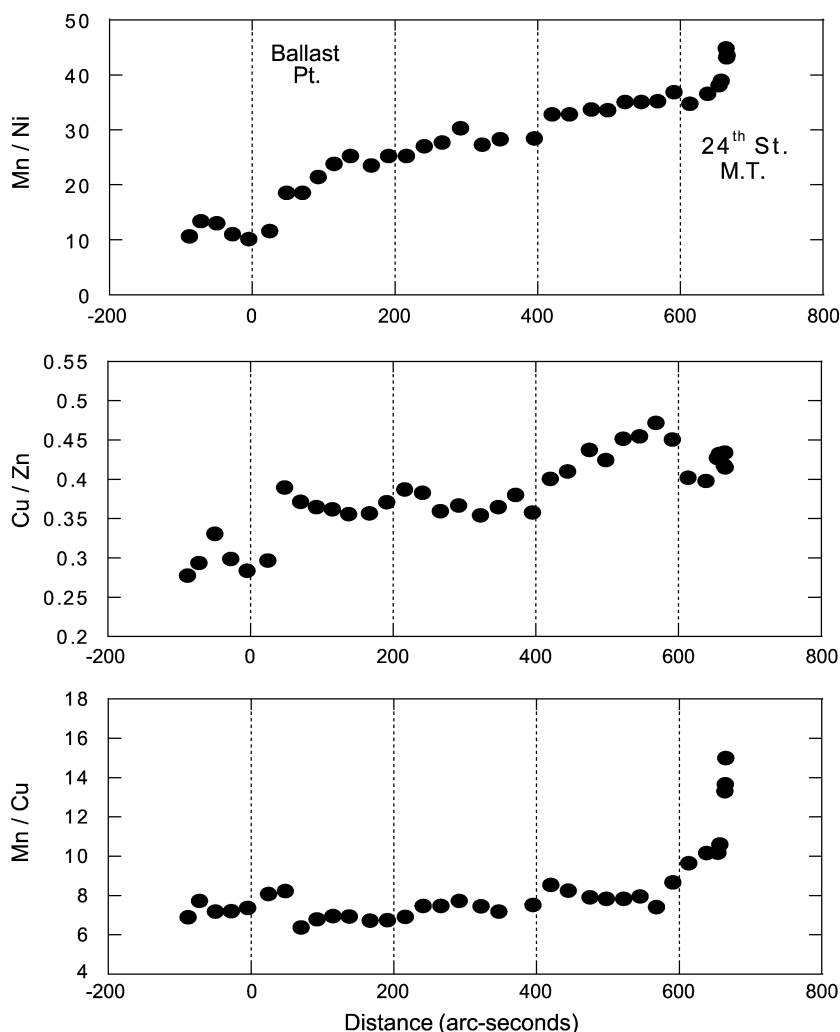 50
40
30
20
10
0
Mn / Ni
Ballast
Pt.
24th St.
M.T.
-200 0 200 400 600 800
0.55
0.5
0.45
0.4
0.35
0.3
0.25
0.2
Cu / Zn
-200 0 200 400 600 800
18
16
14
12
10
8
6
4
Mn / Cu
-200 0 200 400 600 800
Distance (arc-seconds)